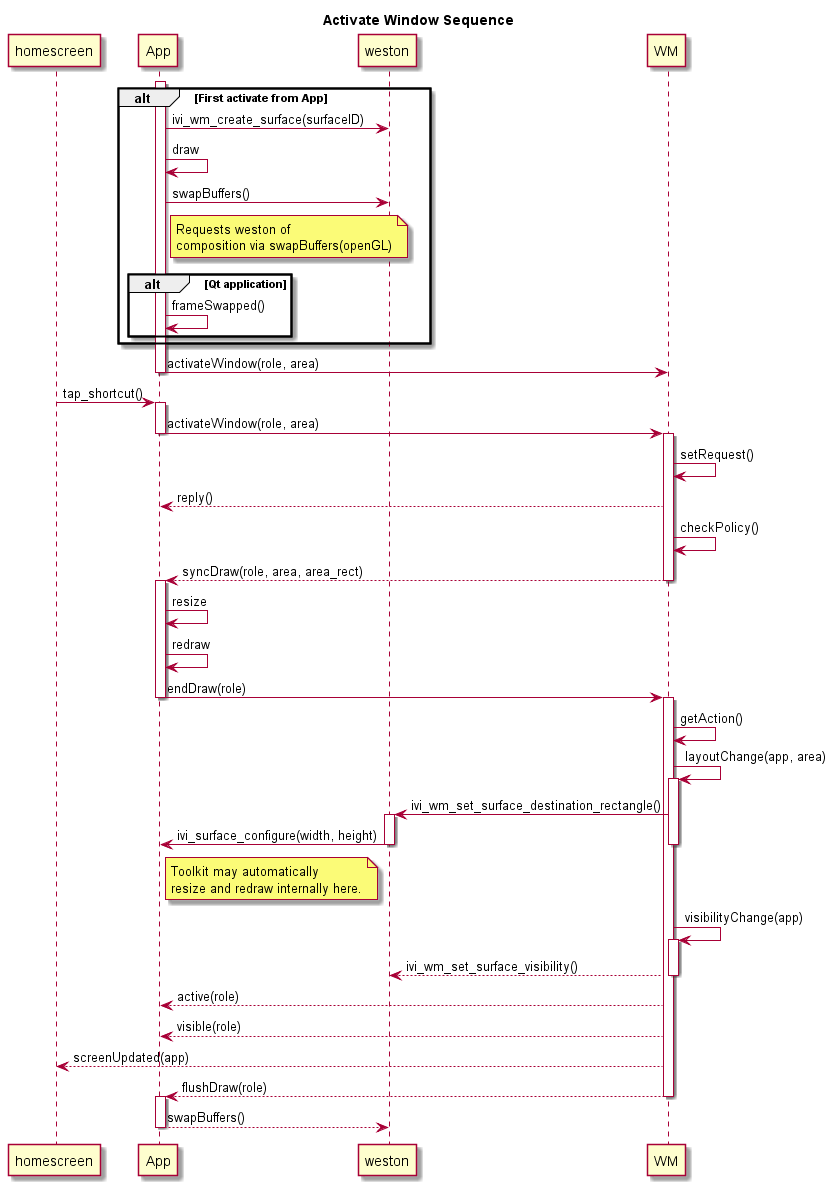 Activate Window Sequence
homescreen
App
weston
WM
alt
[First activate from App]
ivi_wm_create_surface(surfaceID)
draw
swapBuffers()
Requests weston of
composition via swapBuffers(openGL)
alt
[Qt application]
frameSwapped()
activateWindow(role, area)
tap_shortcut()
activateWindow(role, area)
setRequest()
reply()
checkPolicy()
syncDraw(role, area, area_rect)
resize
redraw
endDraw(role)
getAction()
layoutChange(app, area)
ivi_wm_set_surface_destination_rectangle()
ivi_surface_configure(width, height)
Toolkit may automatically
resize and redraw internally here.
visibilityChange(app)
ivi_wm_set_surface_visibility()
active(role)
visible(role)
screenUpdated(app)
flushDraw(role)
swapBuffers()
homescreen
App
weston
WM